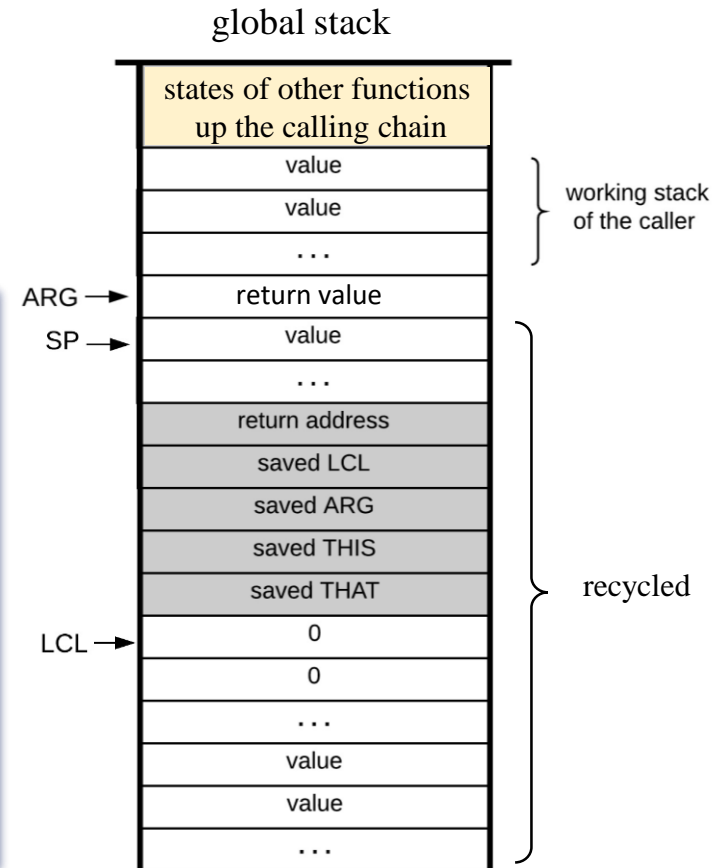 global stack
states of other functions
up the calling chain
value
value
...
working stack
of the caller
ARG
return value
SP
value
...
return address
saved LCL
saved ARG
saved THIS
saved THAT
recycled
LCL
0
0
...
value
value
...